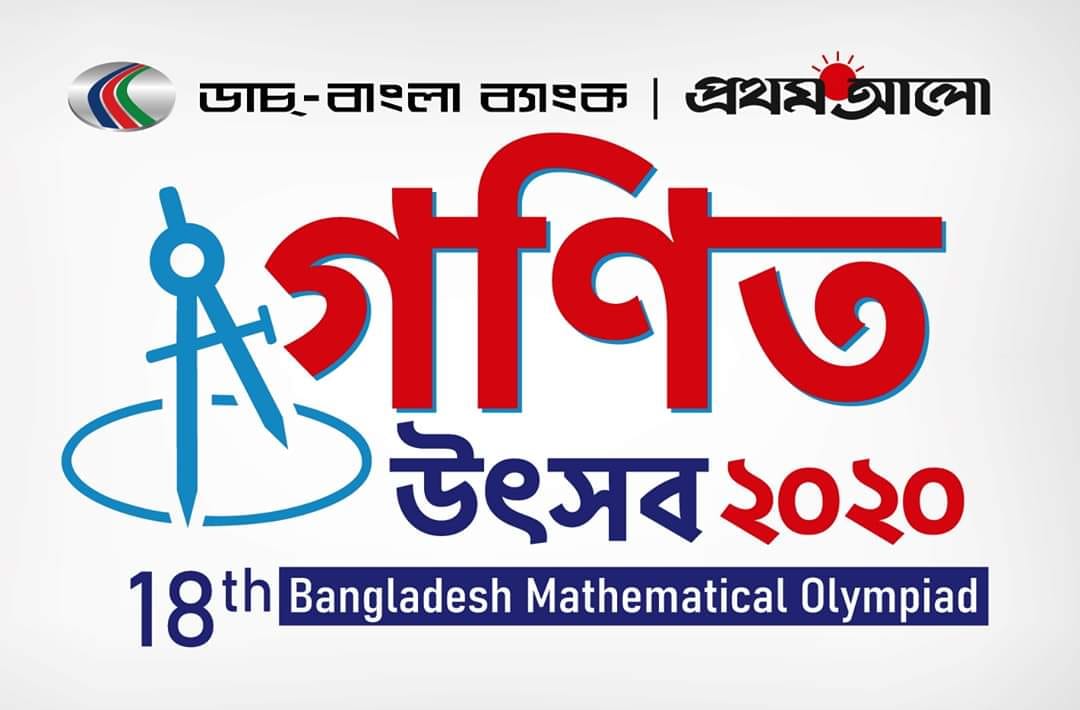 ডাচ্-বাংলা ব্যাংক | প্রথম আলো
গণিত
উৎসব ২০২০
18th Bangladesh Mathematical Olympiad